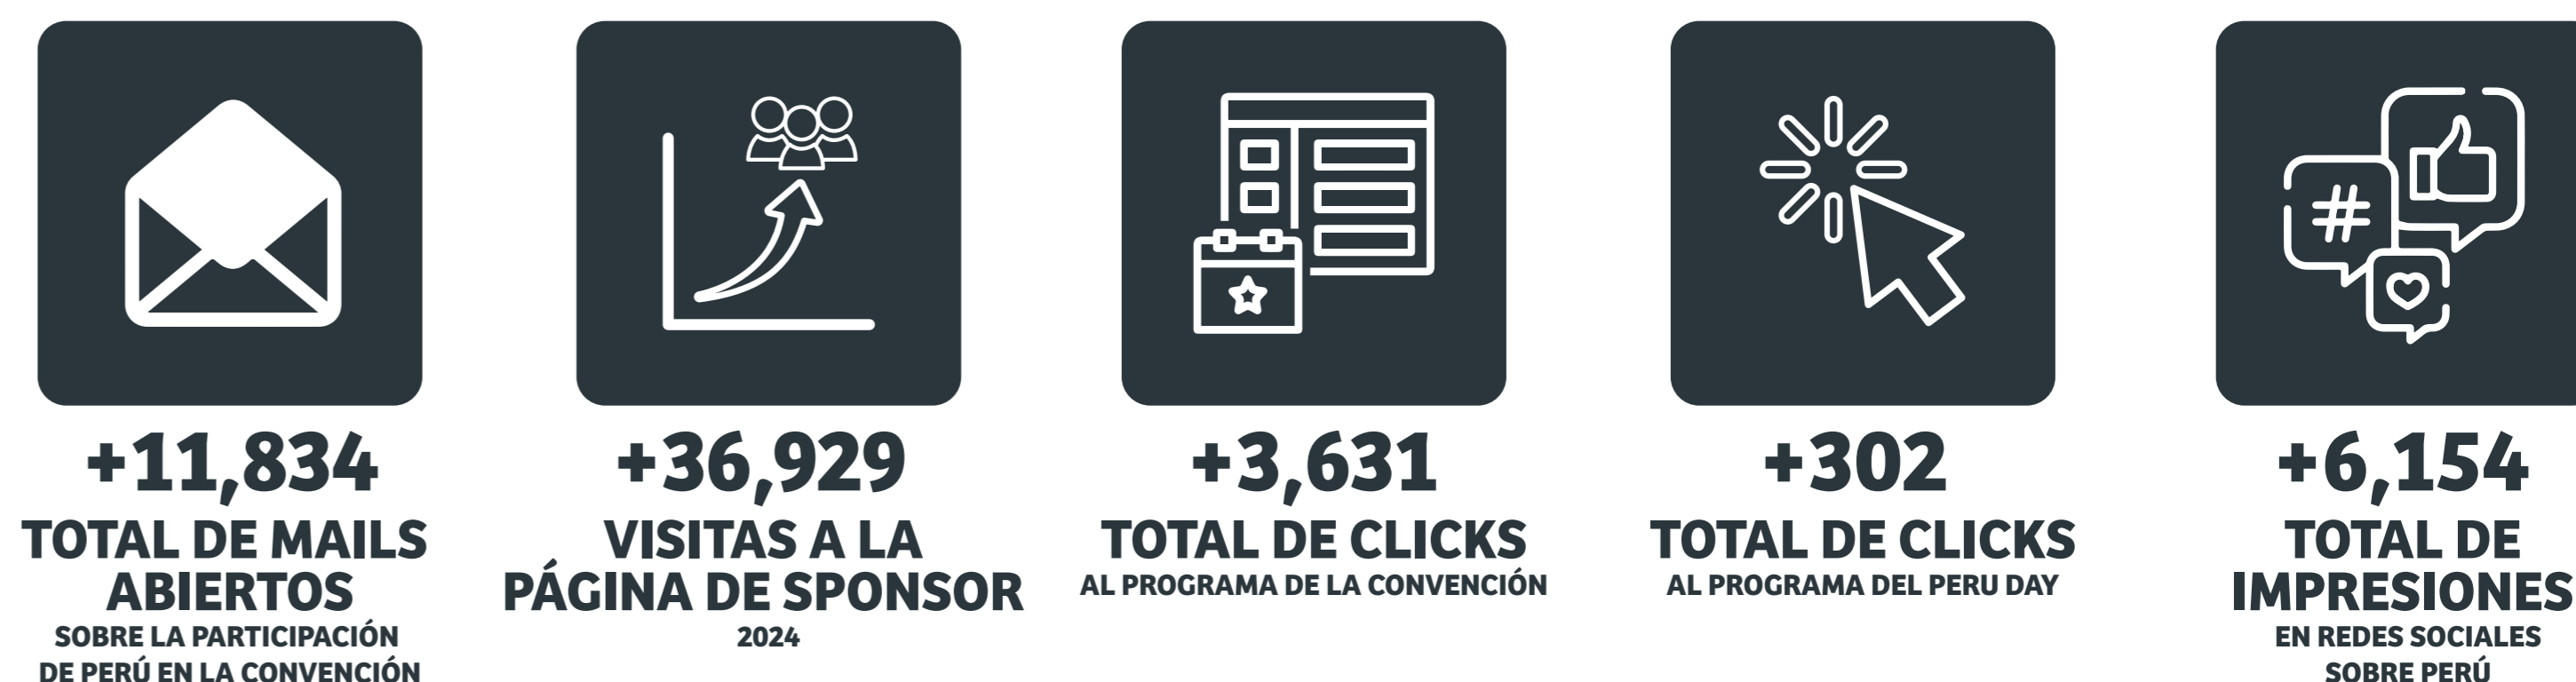 +11,834
TOTAL DE MAILS
ABIERTOS
SOBRE LA PARTICIPACIÓN
DE PERÚ EN LA CONVENCIÓN
+36,929
VISITAS A LA
PÁGINA DE SPONSOR
2024
+3,631
TOTAL DE CLICKS
AL PROGRAMA DE LA CONVENCIÓN
+302
TOTAL DE CLICKS
AL PROGRAMA DEL PERU DAY
#
+6,154
TOTAL DE
IMPRESIONES
EN REDES SOCIALES
SOBRE PERÚ